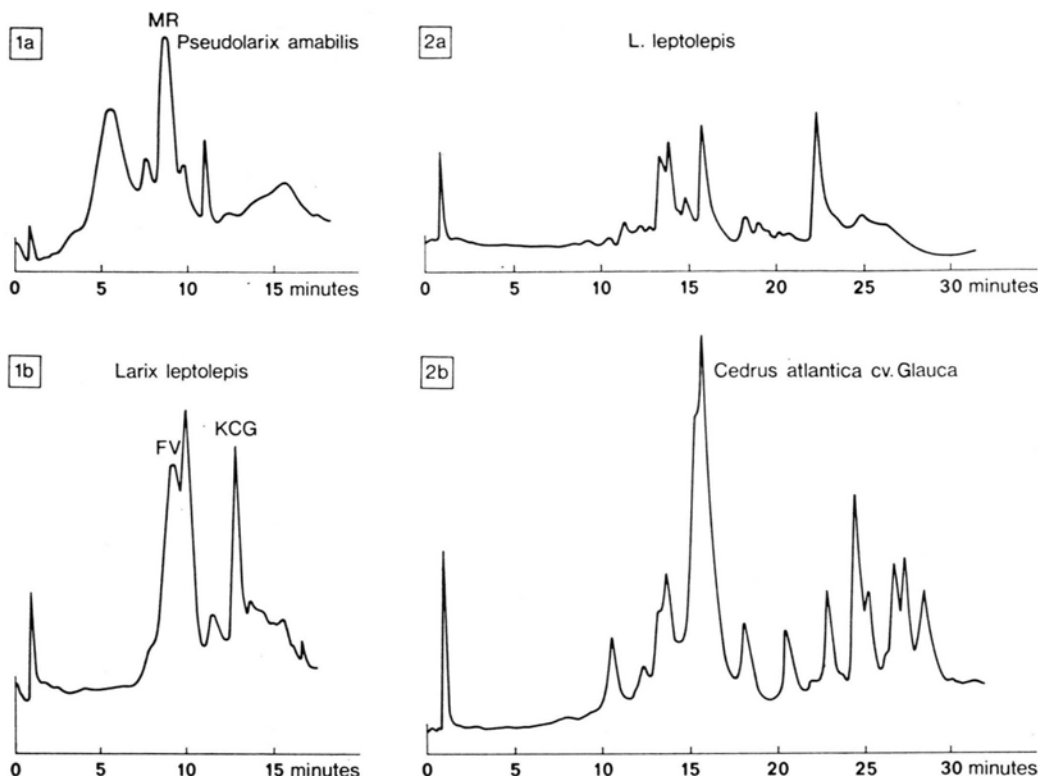 1a
MR
Pseudolarix amabilis
0 5 10 15 minutes
2a
L. leptolepis
0 5 10 15 20 25 30 minutes
1b
Larix leptolepis
FV
KCG
0 5 10 15 minutes
2b
Cedrus atlantica cv. Glauca
0 5 10 15 20 25 30 minutes